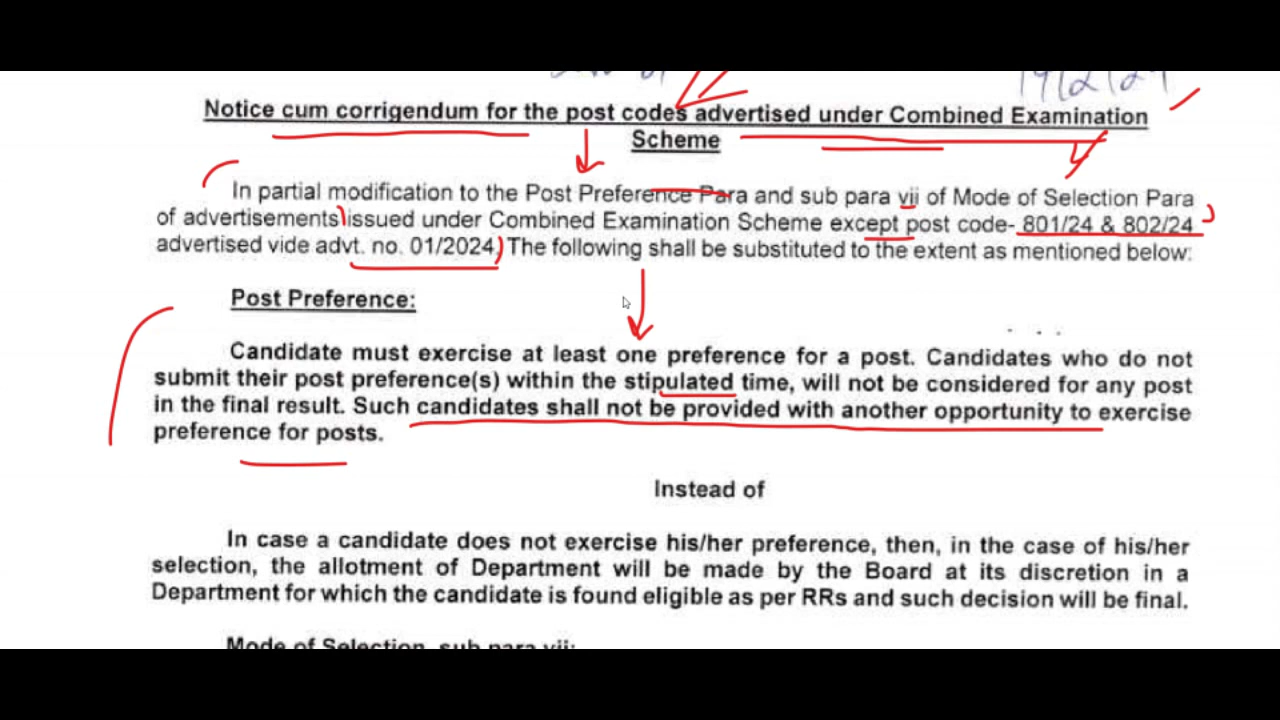 Notice cum corrigendum for the post codes advertised under Combined Examination
Scheme
In partial modification to the Post Preference Para and sub para vii of Mode of Selection Para
of advertisements issued under Combined Examination Scheme except post code- 801/24 & 802/24
advertised vide advt. no. 01/2024. The following shall be substituted to the extent as mentioned below:
Post Preference:
Candidate must exercise at least one preference for a post. Candidates who do not
submit their post preference(s) within the stipulated time, will not be considered for any post
in the final result. Such candidates shall not be provided with another opportunity to exercise
preference for posts.
Instead of
In case a candidate does not exercise his/her preference, then, in the case of his/her
selection, the allotment of Department will be made by the Board at its discretion in a
Department for which the candidate is found eligible as per RRs and such decision will be final.
Mode of Selection, sub para vii: